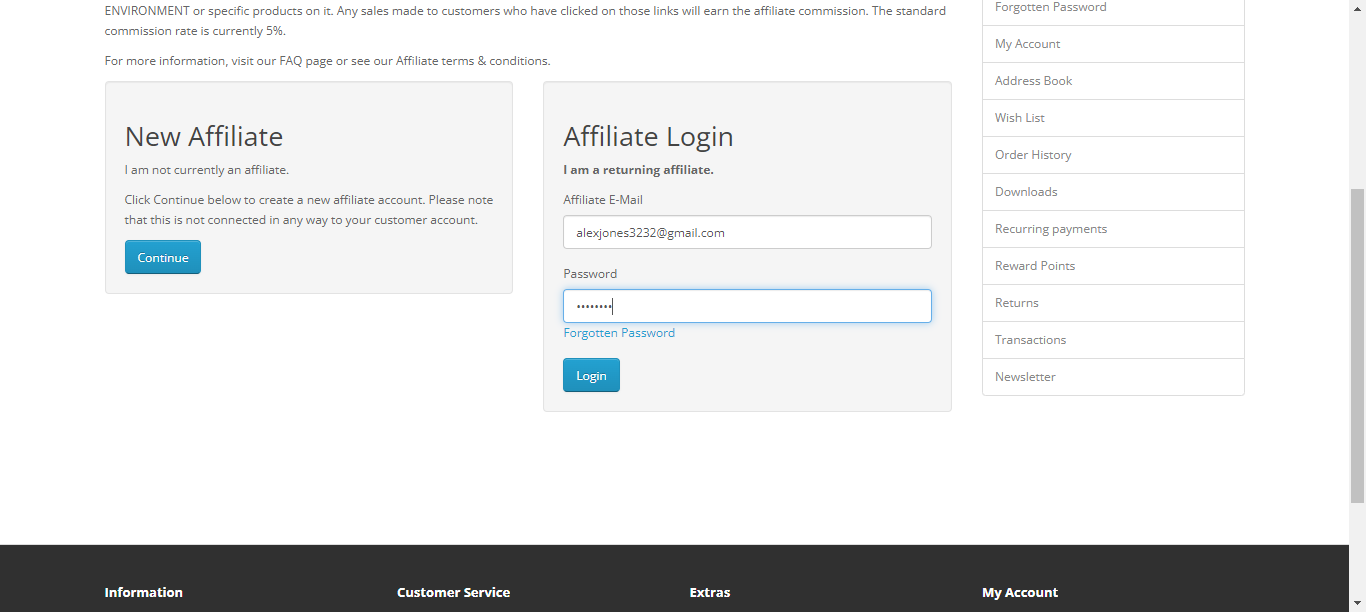 ENVIRONMENT or specific products on it. Any sales made to customers who have clicked on those links will earn the affiliate commission. The standard
commission rate is currently 5%.
For more information, visit our FAQ page or see our Affiliate terms & conditions.
New Affiliate
I am not currently an affiliate.
Click Continue below to create a new affiliate account. Please note
that this is not connected in any way to your customer account.
Continue
Affiliate Login
I am a returning affiliate.
Affiliate E-Mail
alexjones3232@gmail.com
Password
••••••••
Forgotten Password
Login
Forgotten Password
My Account
Address Book
Wish List
Order History
Downloads
Recurring payments
Reward Points
Returns
Transactions
Newsletter
Information
Customer Service
Extras
My Account